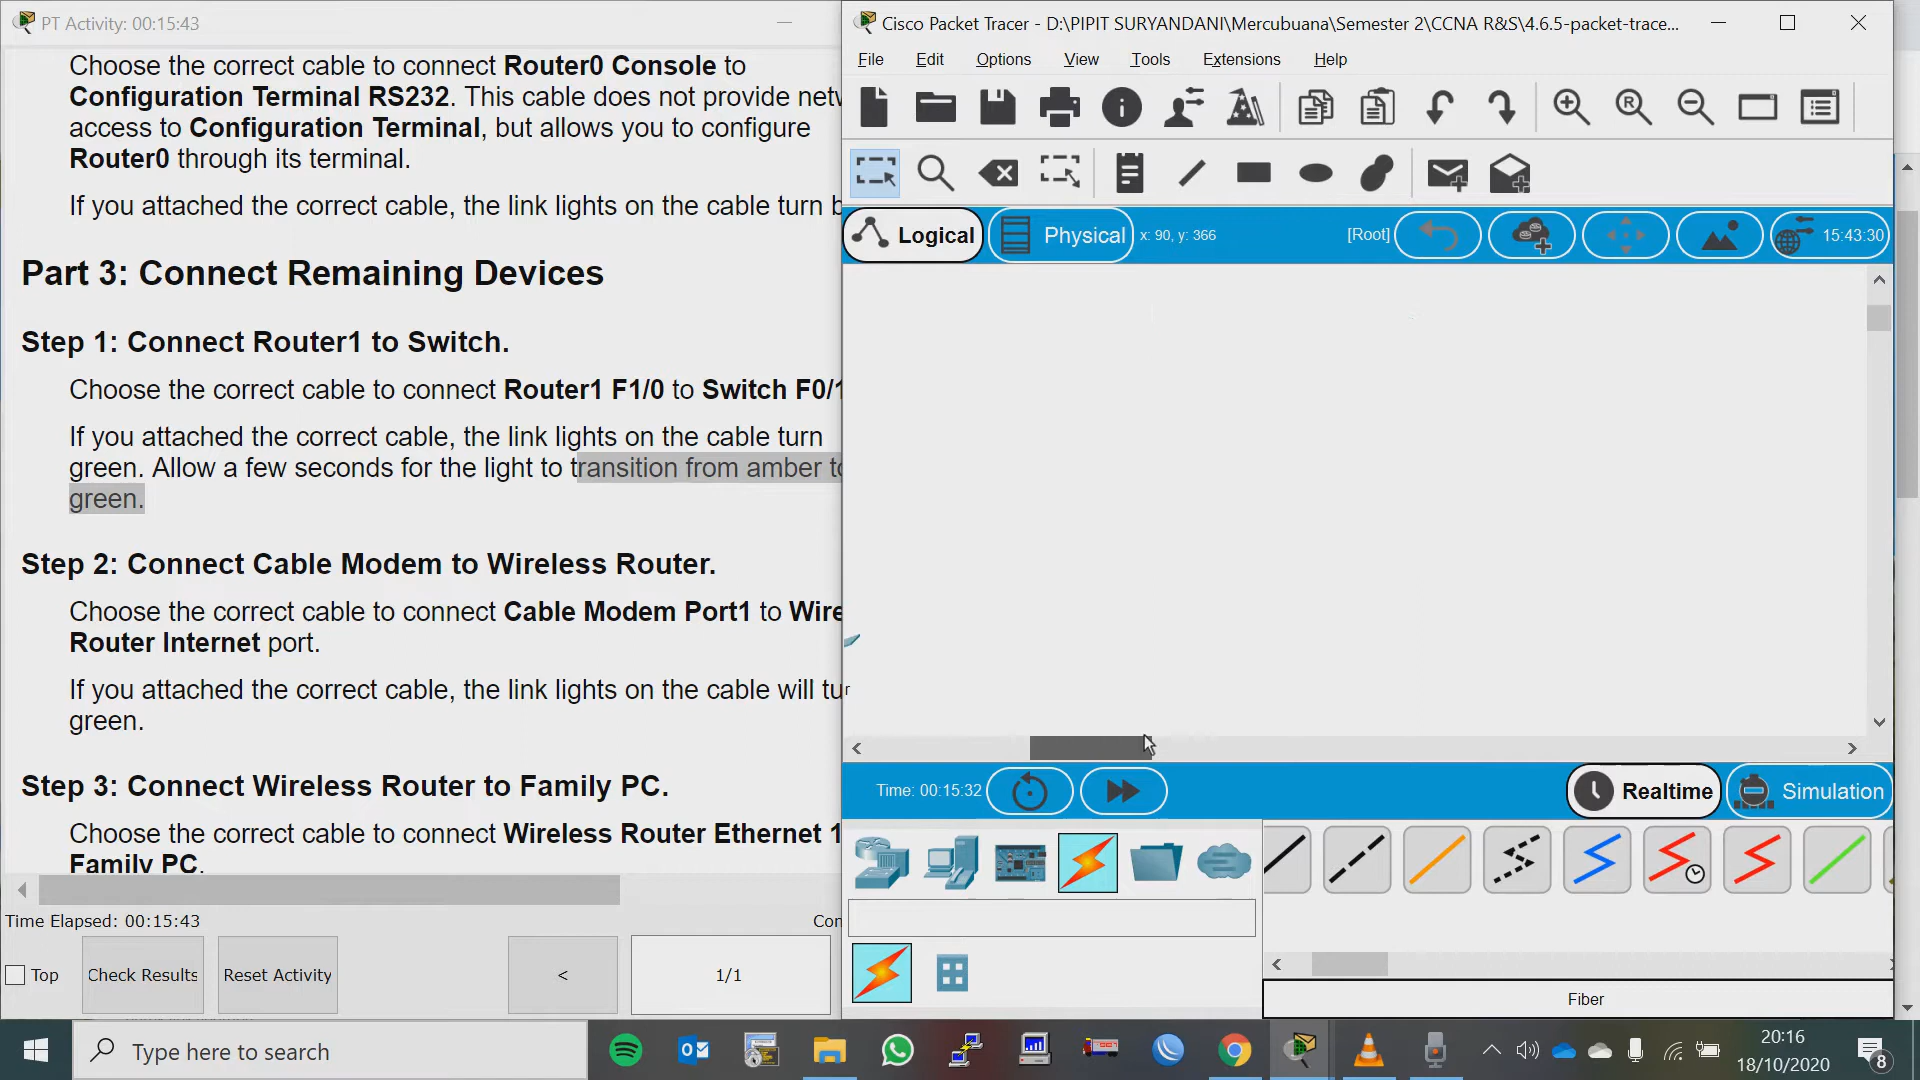 PT Activity: 00:15:43
Choose the correct cable to connect Router0 Console to
Configuration Terminal RS232. This cable does not provide netw
access to Configuration Terminal, but allows you to configure
Router0 through its terminal.
If you attached the correct cable, the link lights on the cable turn b
Part 3: Connect Remaining Devices
Step 1: Connect Router1 to Switch.
Choose the correct cable to connect Router1 F1/0 to Switch F0/1
If you attached the correct cable, the link lights on the cable turn
green. Allow a few seconds for the light to transition from amber to
green.
Step 2: Connect Cable Modem to Wireless Router.
Choose the correct cable to connect Cable Modem Port1 to Wire
Router Internet port.
If you attached the correct cable, the link lights on the cable will tur
green.
Step 3: Connect Wireless Router to Family PC.
Choose the correct cable to connect Wireless Router Ethernet 1
Family PC.
Time Elapsed: 00:15:43
Con
Top
Check Results
Reset Activity
<
1/1
Cisco Packet Tracer - D:\PIPIT SURYANDANI\Mercubuana\Semester 2\CCNA R&S\4.6.5-packet-trace...
File Edit Options View Tools Extensions Help
Logical
Physical
x: 90, y: 366
[Root]
15:43:30
r
Time: 00:15:32
Realtime
Simulation
Fiber
Type here to search
20:16
18/10/2020
8